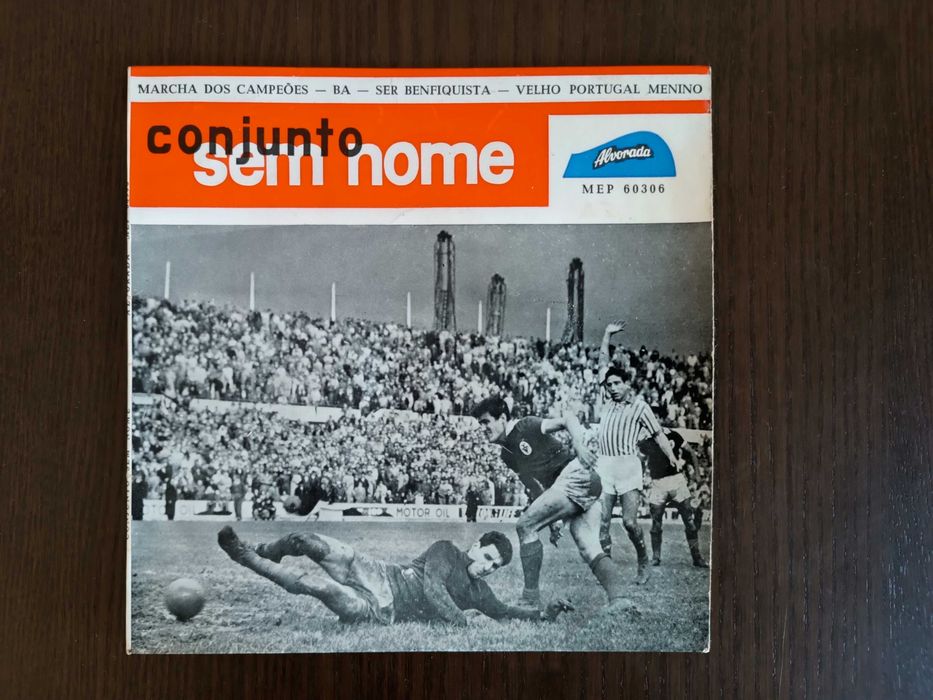 MARCHA DOS CAMPEÕES — BA — SER BENFIQUISTA — VELHO PORTUGAL MENINO
conjunto
sem nome
Alvorada
MEP 60306
MOTOR OIL